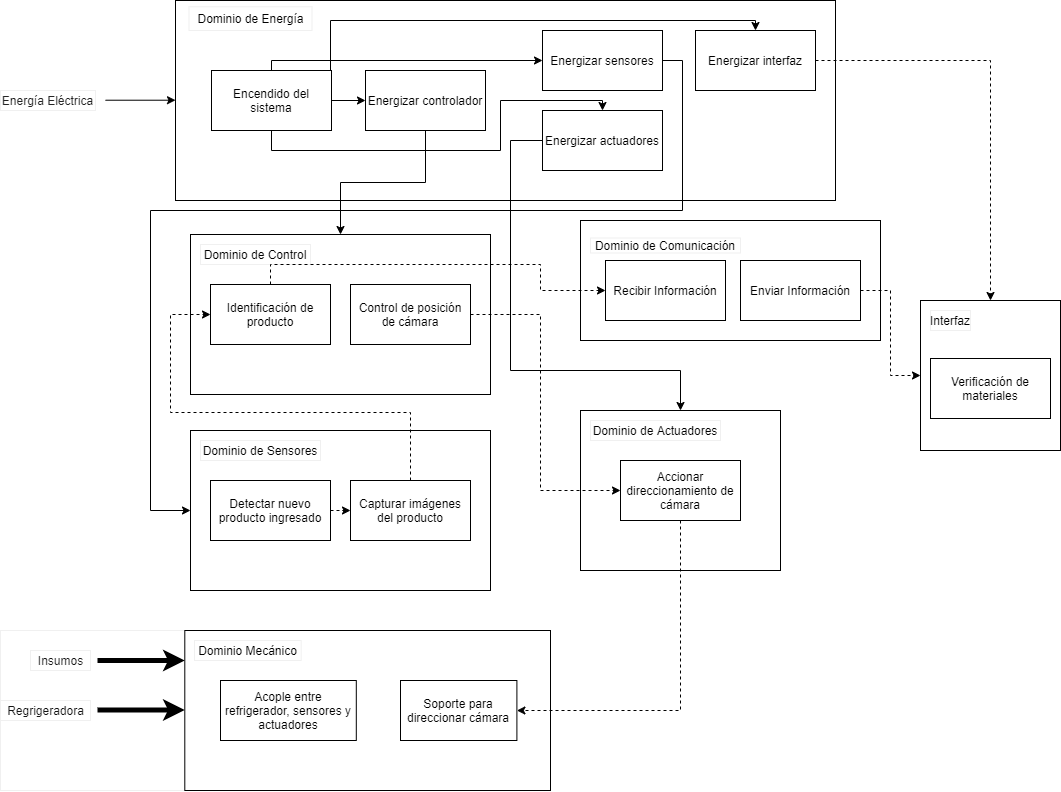 Dominio de Energía
Energía Eléctrica
Encendido del
sistema
Energizar controlador
Energizar sensores
Energizar actuadores
Energizar interfaz
Dominio de Control
Identificación de
producto
Control de posición
de cámara
Dominio de Comunicación
Recibir Información
Enviar Información
Interfaz
Verificación de
materiales
Dominio de Sensores
Detectar nuevo
producto ingresado
Capturar imágenes
del producto
Dominio de Actuadores
Accionar
direccionamiento de
cámara
Dominio Mecánico
Insumos
Regrigeradora
Acople entre
refrigerador, sensores y
actuadores
Soporte para
direccionar cámara